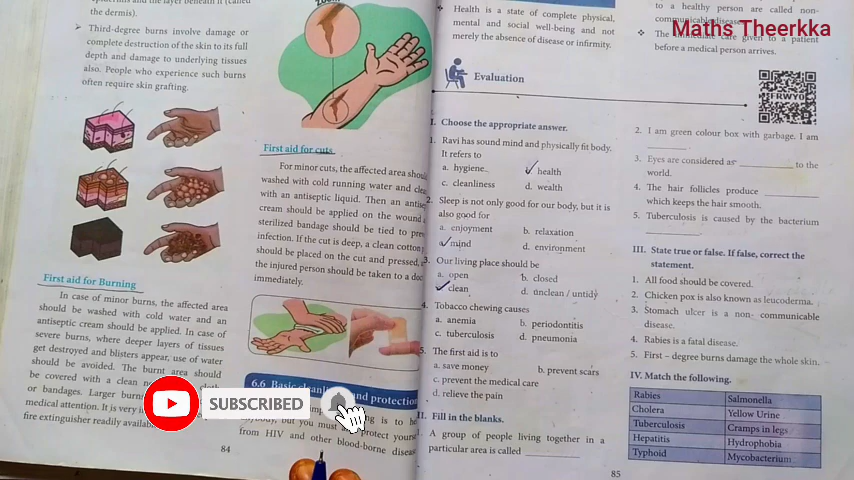 the dermis).
Third-degree burns involve damage or
complete destruction of the skin to its full
depth and damage to underlying tissues
also. People who experience such burns
often require skin grafting.
First aid for Burning
In case of minor burns, the affected area
should be washed with cold water and an
antiseptic cream should be applied. In case of
severe burns, where deeper layers of tissues
get destroyed and blisters appear, use of water
should be avoided. The burnt area should
be covered with a clean
or bandages. Larger burns
medical attention. It is very
fire extinguisher readily
84
Zoom
First aid for cuts
For minor cuts, the affected area
washed with cold running water and
with an antiseptic liquid. Then an
cream should be applied on the wound
sterilized bandage should be tied to
infection. If the cut is deep, a clean cotton
should be placed on the cut and pressed,
the injured person should be taken to a
immediately.
6.6 Basic and protection
is to
but you must protect
from HIV and other blood-borne
Health is a state of complete physical,
mental and social well-being and not
merely the absence of disease or infirmity.
to a healthy person are called non-
given to a patient
before a medical person arrives.
Maths Theerkka
Evaluation
I. Choose the appropriate answer.
1. Ravi has sound mind and physically fit body.
It refers to
a. hygiene
health
c. cleanliness
d. wealth
2. Sleep is not only good for our body, but it is
also good for
a. enjoyment
b. relaxation
mind
d. environment
3. Our living place should be
a. open
b. closed
clean
d. unclean / untidy
4. Tobacco chewing causes
a. anemia
b. periodontitis
c. tuberculosis
d. pneumonia
5. The first aid is to
a. save money
b. prevent scars
c. prevent the medical care
d. relieve the pain
II. Fill in the blanks.
1. A group of people living together in a
particular area is called
2. I am green colour box with garbage. I am
3. Eyes are considered as to the
world.
4. The hair follicles produce
which keeps the hair smooth.
5. Tuberculosis is caused by the bacterium
III. State true or false. If false, correct the
statement.
1. All food should be covered.
2. Chicken pox is also known as leucoderma.
3. Stomach ulcer is a non- communicable
disease.
4. Rabies is a fatal disease.
5. First – degree burns damage the whole skin.
IV. Match the following.
Rabies Salmonella
Cholera Yellow Urine
Tuberculosis Cramps in legs
Hepatitis Hydrophobia
Typhoid Mycobacterium
85
SUBSCRIBED